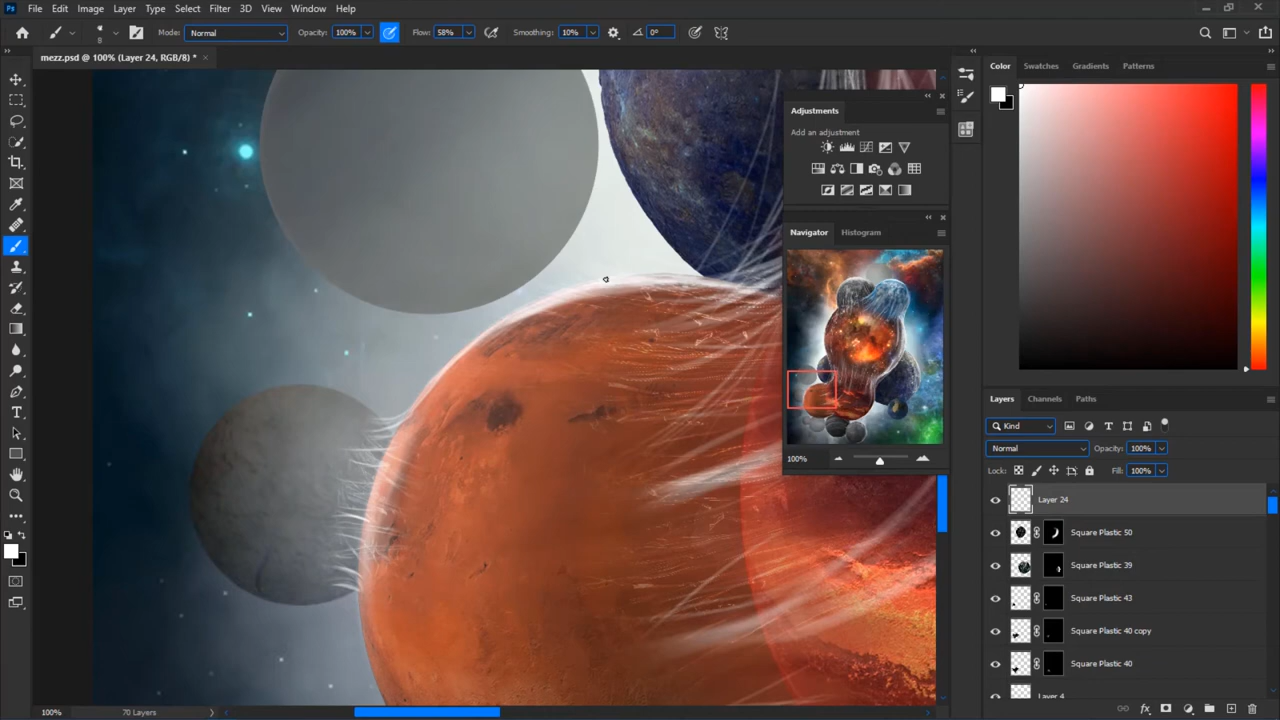 Ps File Edit Image Layer Type Select Filter 3D View Window Help
8 Mode: Normal Opacity: 100% Flow: 58% Smoothing: 10% 0°
mezz.psd @ 100% (Layer 24, RGB/8) *
Color Swatches Gradients Patterns
Adjustments
Add an adjustment
Navigator Histogram
100%
Layers Channels Paths
Kind
Normal Opacity: 100%
Lock: Fill: 100%
Layer 24
Square Plastic 50
Square Plastic 39
Square Plastic 43
Square Plastic 40 copy
Square Plastic 40
Layer 4
100% 70 Layers
fx